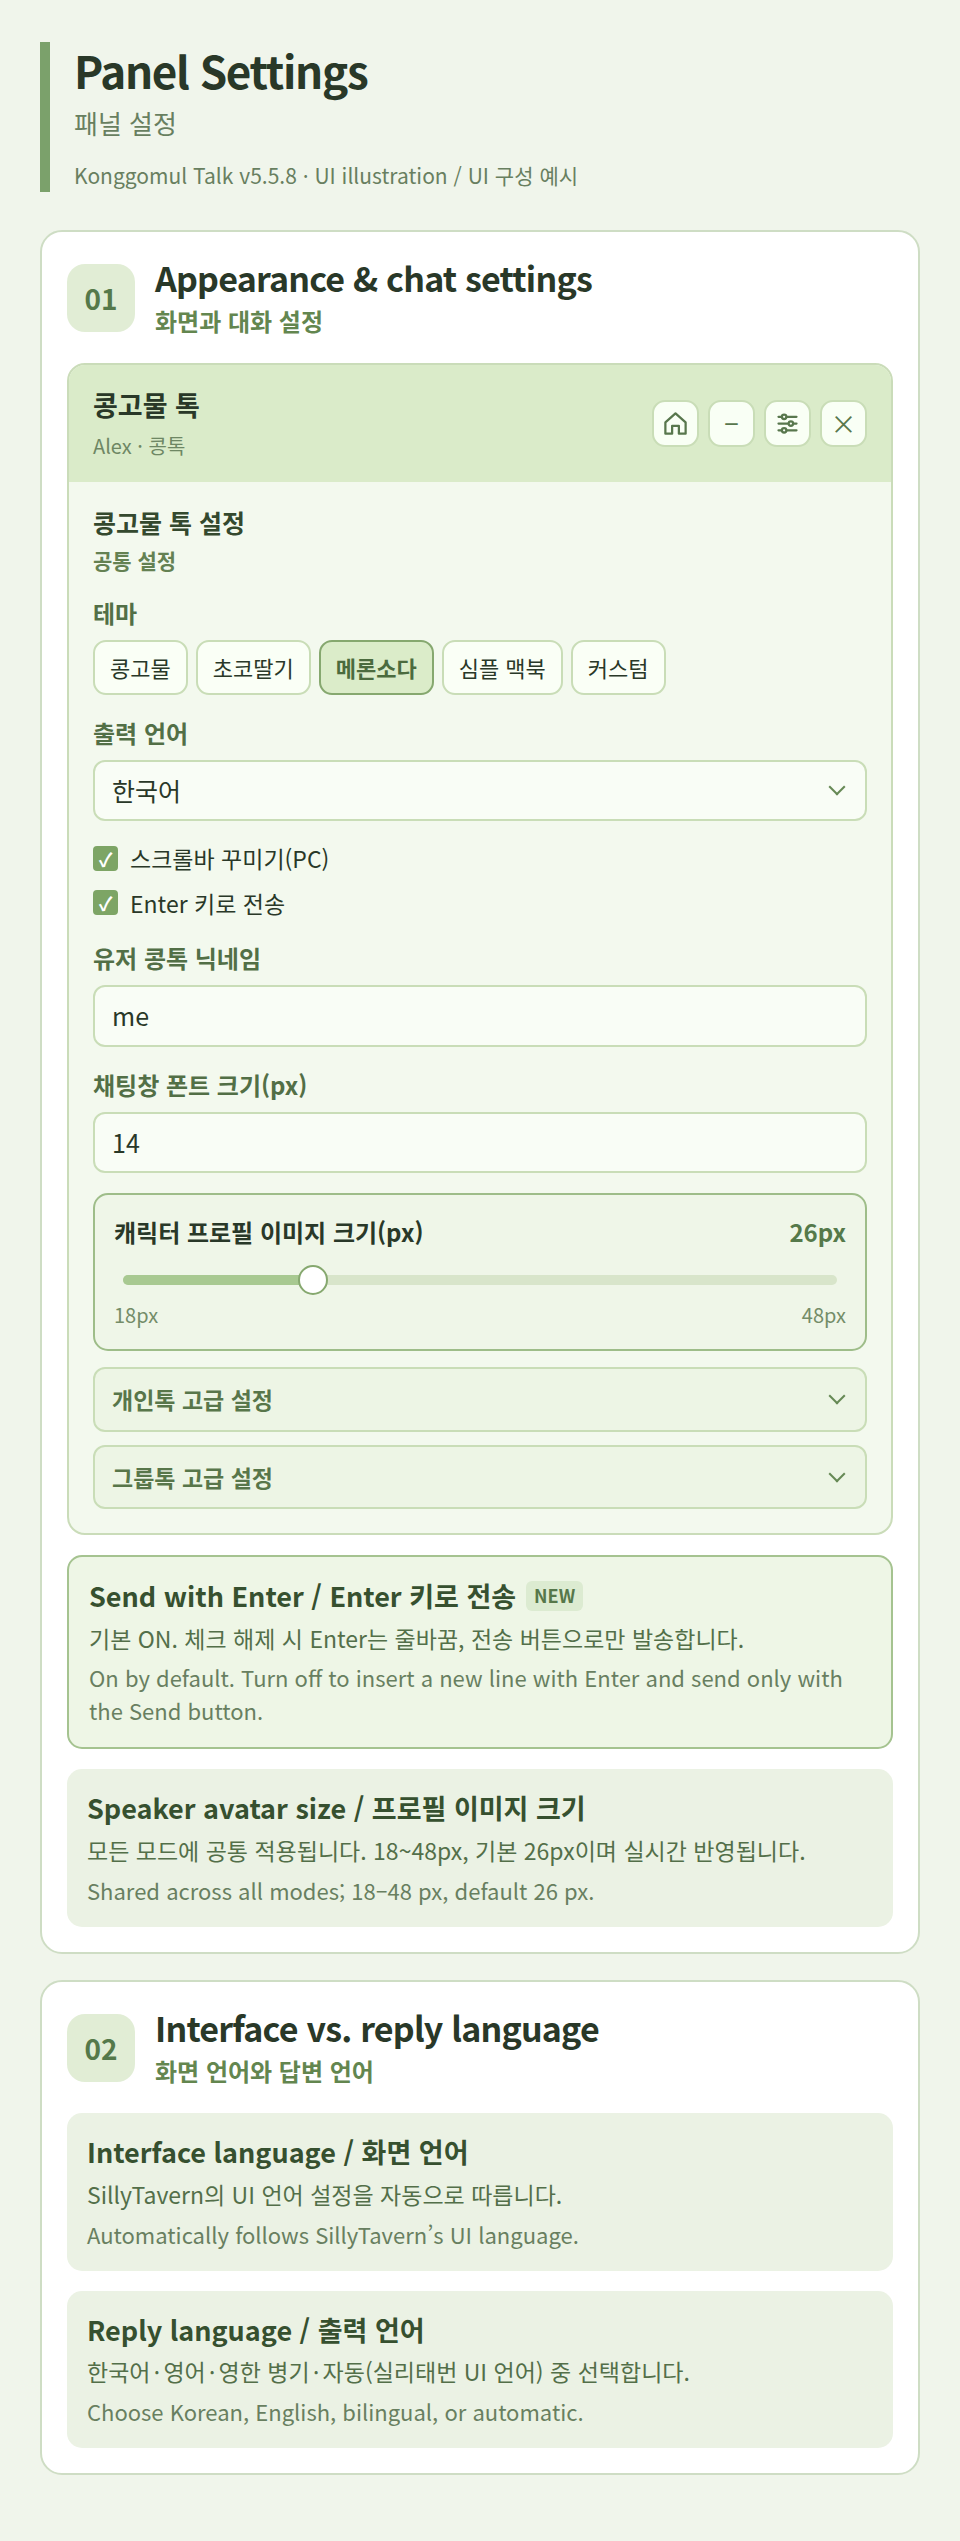 Panel Settings
패널 설정
Konggomul Talk v5.5.8 · UI illustration / UI 구성 예시
01
Appearance & chat settings
화면과 대화 설정
콩고물 톡
Alex · 콩톡
콩고물 톡 설정
공통 설정
테마
콩고물 초코딸기 메론소다 심플 맥북 커스텀
출력 언어
한국어
스크롤바 꾸미기(PC)
Enter 키로 전송
유저 콩톡 닉네임
me
채팅창 폰트 크기(px)
14
캐릭터 프로필 이미지 크기(px) 26px
18px 48px
개인톡 고급 설정
그룹톡 고급 설정
Send with Enter / Enter 키로 전송 NEW
기본 ON. 체크 해제 시 Enter는 줄바꿈, 전송 버튼으로만 발송합니다.
On by default. Turn off to insert a new line with Enter and send only with
the Send button.
Speaker avatar size / 프로필 이미지 크기
모든 모드에 공통 적용됩니다. 18~48px, 기본 26px이며 실시간 반영됩니다.
Shared across all modes; 18–48 px, default 26 px.
02
Interface vs. reply language
화면 언어와 답변 언어
Interface language / 화면 언어
SillyTavern의 UI 언어 설정을 자동으로 따릅니다.
Automatically follows SillyTavern’s UI language.
Reply language / 출력 언어
한국어·영어·영한 병기·자동(실리태번 UI 언어) 중 선택합니다.
Choose Korean, English, bilingual, or automatic.